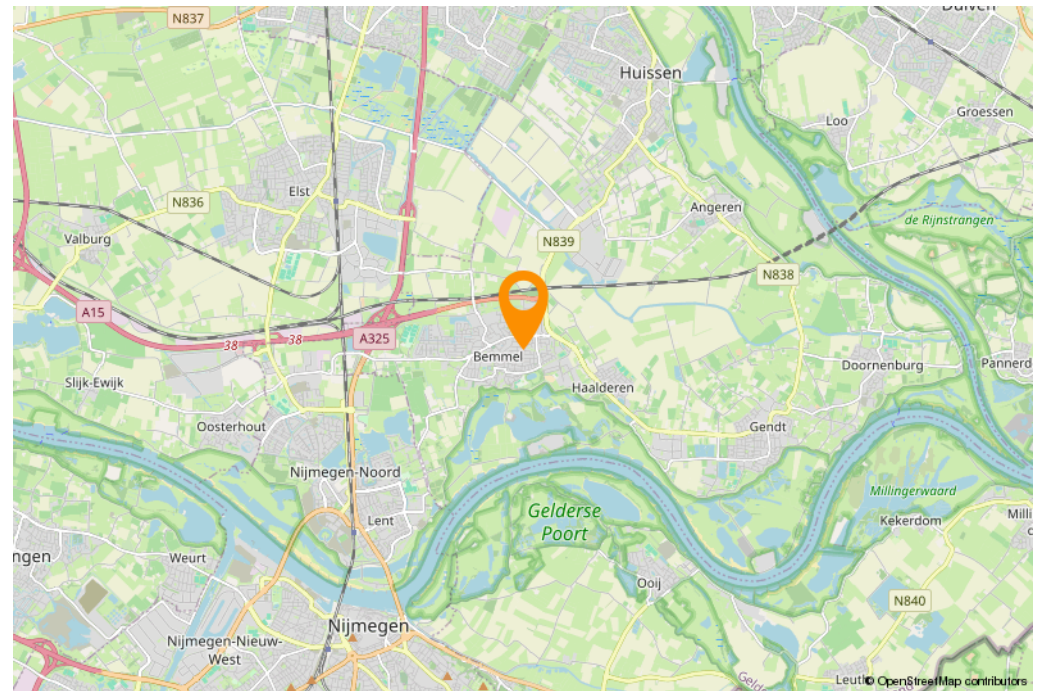 N837
Duiven
Huissen
Loo
Groessen
Elst
N836
Angeren
de Rijnstrangen
Valburg
N839
N838
A15
A325
38
38
Bemmel
Slijk-Ewijk
Haalderen
Doornenburg
Pannerd
Oosterhout
Gendt
Nijmegen-Noord
Millingerwaard
Gelderse
Poort
Lent
Kekerdom
Milli
ngen
Weurt
Ooij
N840
Nijmegen
Nijmegen-Nieuw-
West
Leuth
© OpenStreetMap contributors